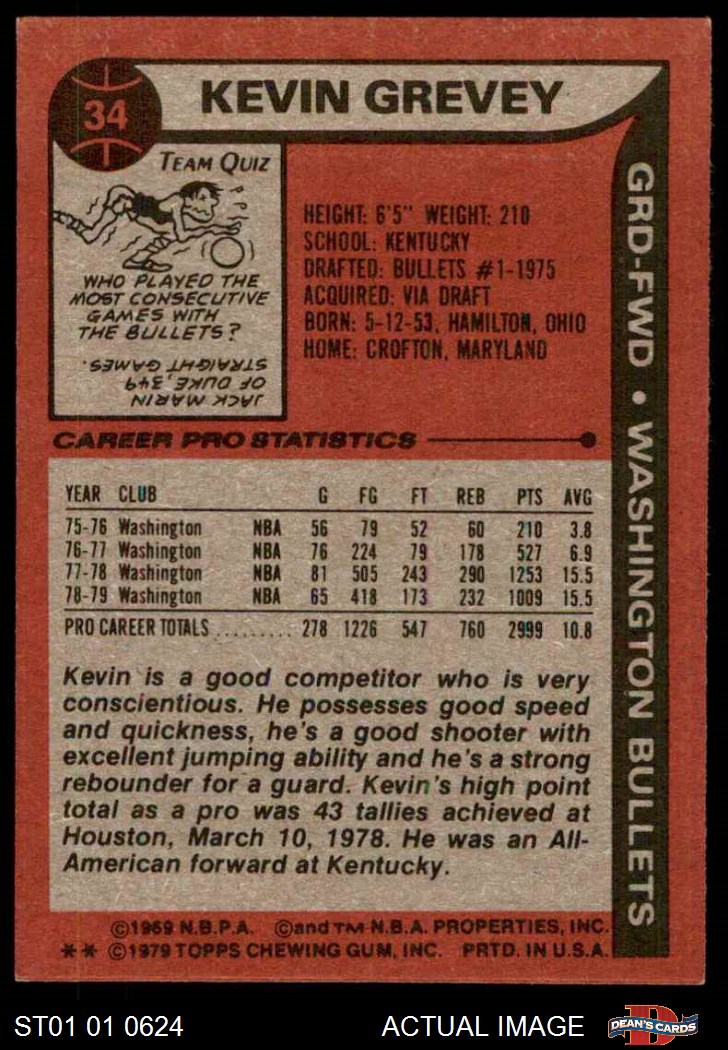 34
KEVIN GREVEY
TEAM QUIZ
WHO PLAYED THE
MOST CONSECUTIVE
GAMES WITH
THE BULLETS?
JACK MARIN
OF DUKE, 349
STRAIGHT GAMES.
HEIGHT: 6'5" WEIGHT: 210
SCHOOL: KENTUCKY
DRAFTED: BULLETS #1-1975
ACQUIRED: VIA DRAFT
BORN: 5-12-53, HAMILTON, OHIO
HOME: CROFTON, MARYLAND
GRD-FWD • WASHINGTON BULLETS
CAREER PRO STATISTICS
YEAR CLUB G FG FT REB PTS AVG
75-76 Washington NBA 56 79 52 60 210 3.8
76-77 Washington NBA 76 224 79 178 527 6.9
77-78 Washington NBA 81 505 243 290 1253 15.5
78-79 Washington NBA 65 418 173 232 1009 15.5
PRO CAREER TOTALS ......... 278 1226 547 760 2999 10.8
Kevin is a good competitor who is very
conscientious. He possesses good speed
and quickness, he's a good shooter with
excellent jumping ability and he's a strong
rebounder for a guard. Kevin's high point
total as a pro was 43 tallies achieved at
Houston, March 10, 1978. He was an All-
American forward at Kentucky.
©1969 N.B.P.A. ©and TM N.B.A. PROPERTIES, INC.
** ©1979 TOPPS CHEWING GUM, INC. PRTD. IN U.S.A.
ST01 01 0624 ACTUAL IMAGE
D
DEAN'S CARDS